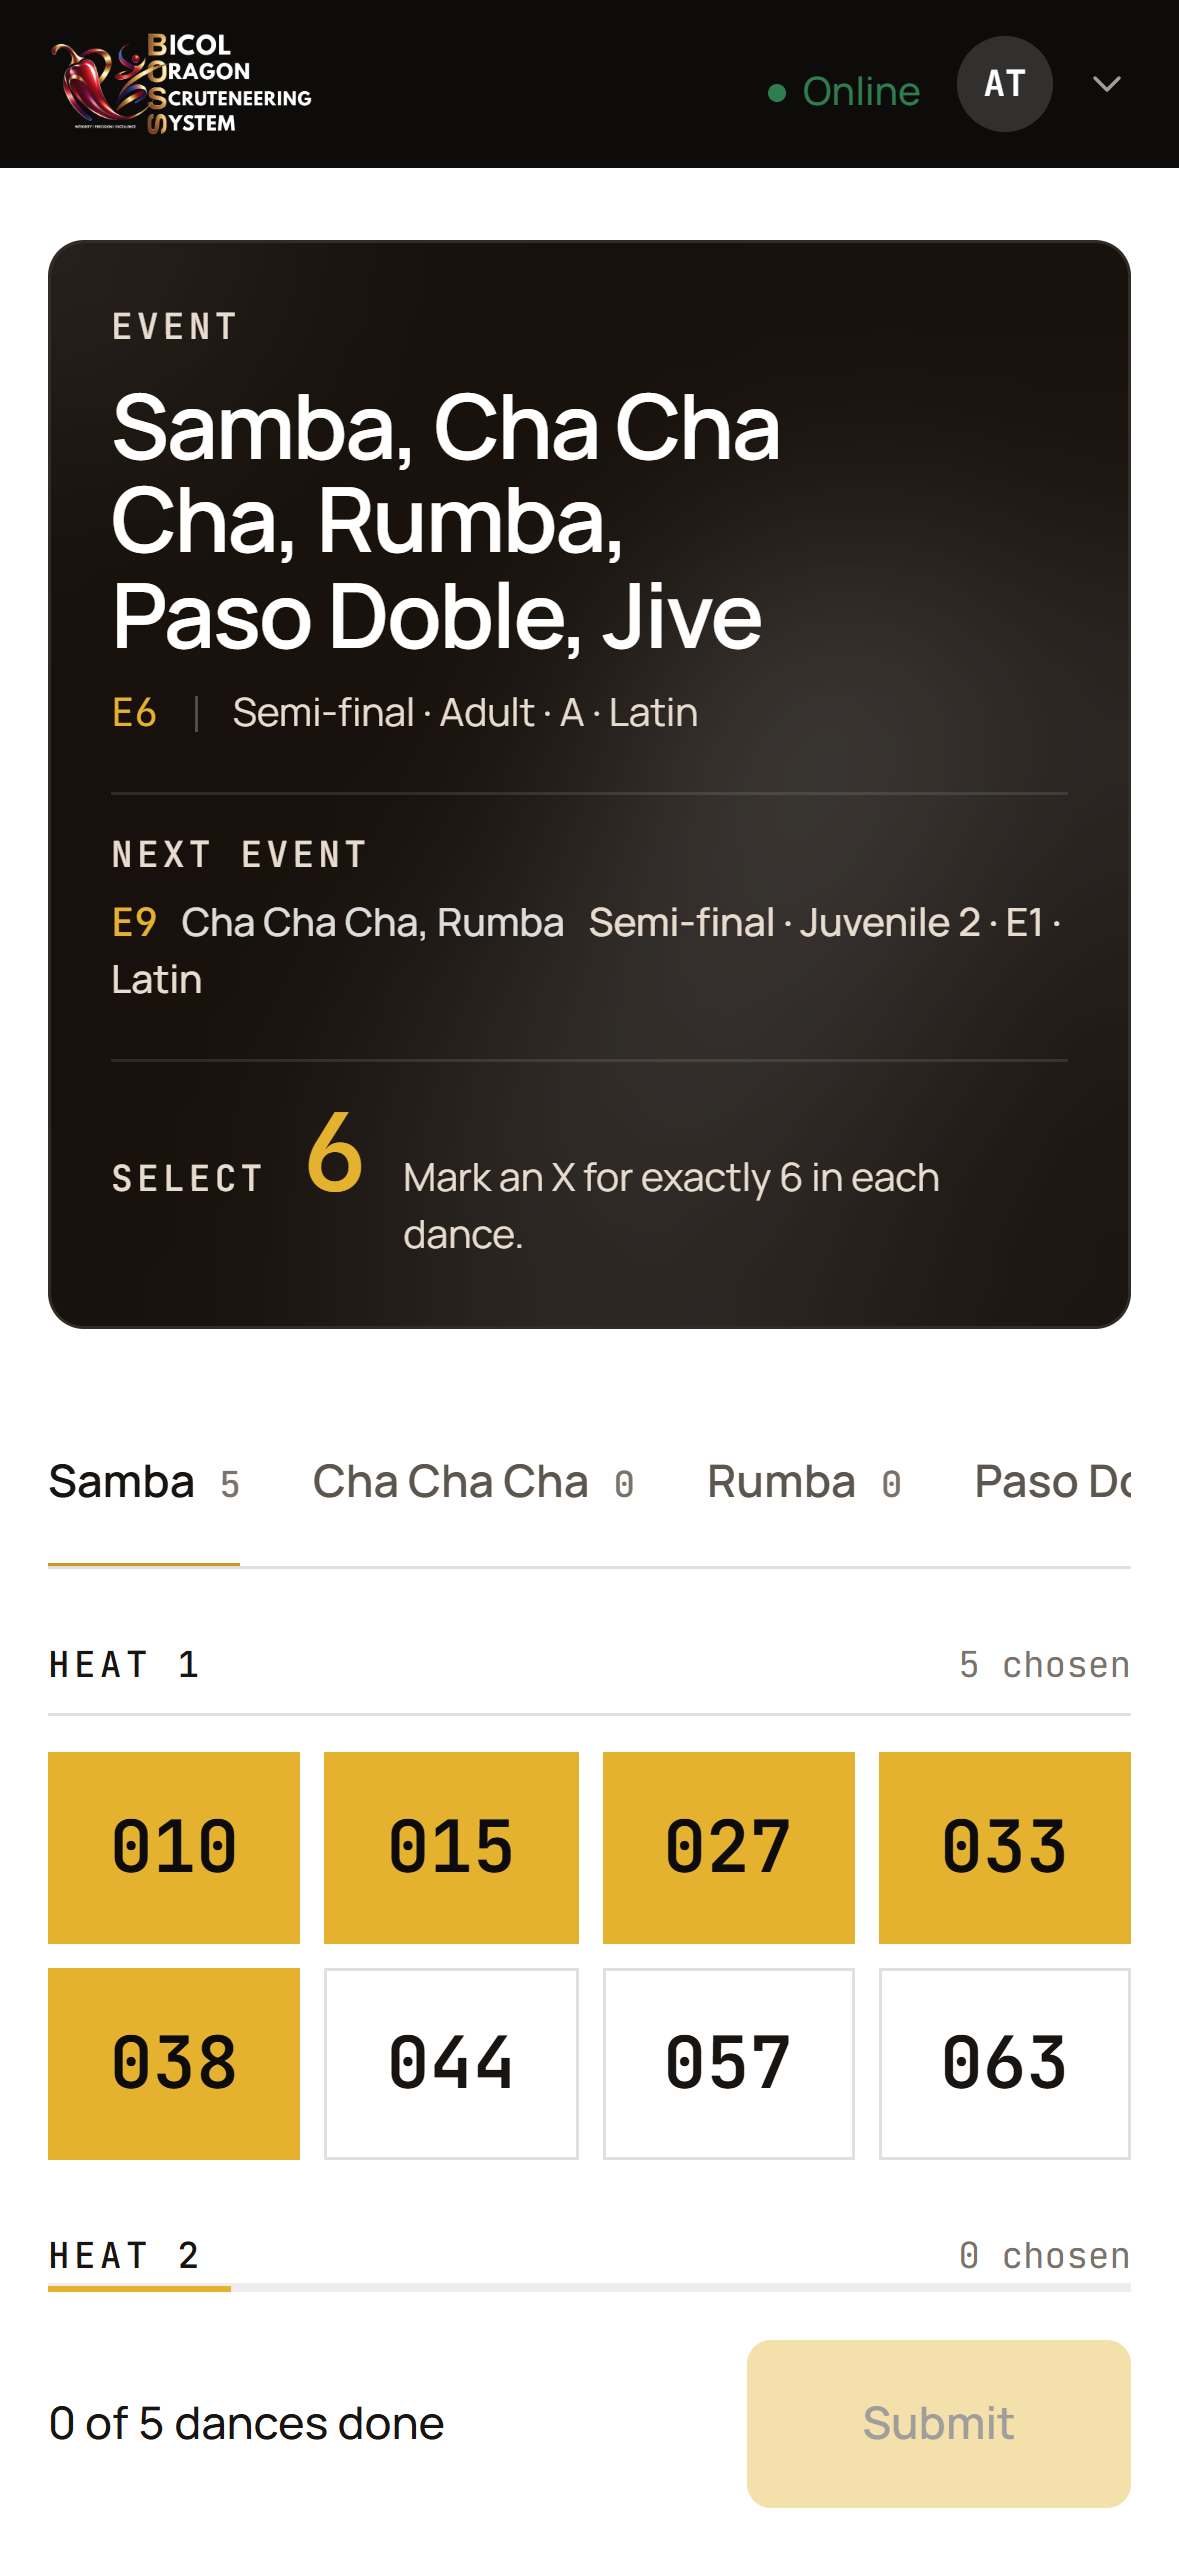 BICOL
DRAGON
SCRUTENEERING
SYSTEM
INTEGRITY | PRECISION | EXCELLENCE
Online
AT
EVENT
Samba, Cha Cha
Cha, Rumba,
Paso Doble, Jive
E6 | Semi-final · Adult · A · Latin
NEXT EVENT
E9 Cha Cha Cha, Rumba Semi-final · Juvenile 2 · E1 ·
Latin
SELECT 6 Mark an X for exactly 6 in each
dance.
Samba 5 Cha Cha Cha 0 Rumba 0 Paso Do
HEAT 1 5 chosen
010 015 027 033
038 044 057 063
HEAT 2 0 chosen
0 of 5 dances done Submit